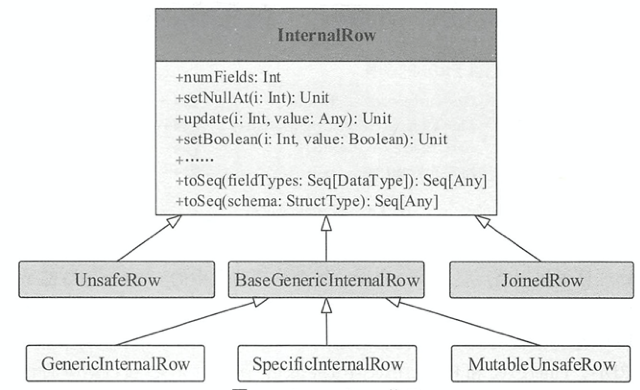 InternalRow
+numFields: Int
+setNullAt(i: Int): Unit
+update(i: Int, value: Any): Unit
+setBoolean(i: Int, value: Boolean): Unit
+······
+toSeq(fieldTypes: Seq[DataType]): Seq[Any]
+toSeq(schema: StructType): Seq[Any]
UnsafeRow BaseGenericInternalRow JoinedRow
GenericInternalRow SpecificInternalRow MutableUnsafeRow